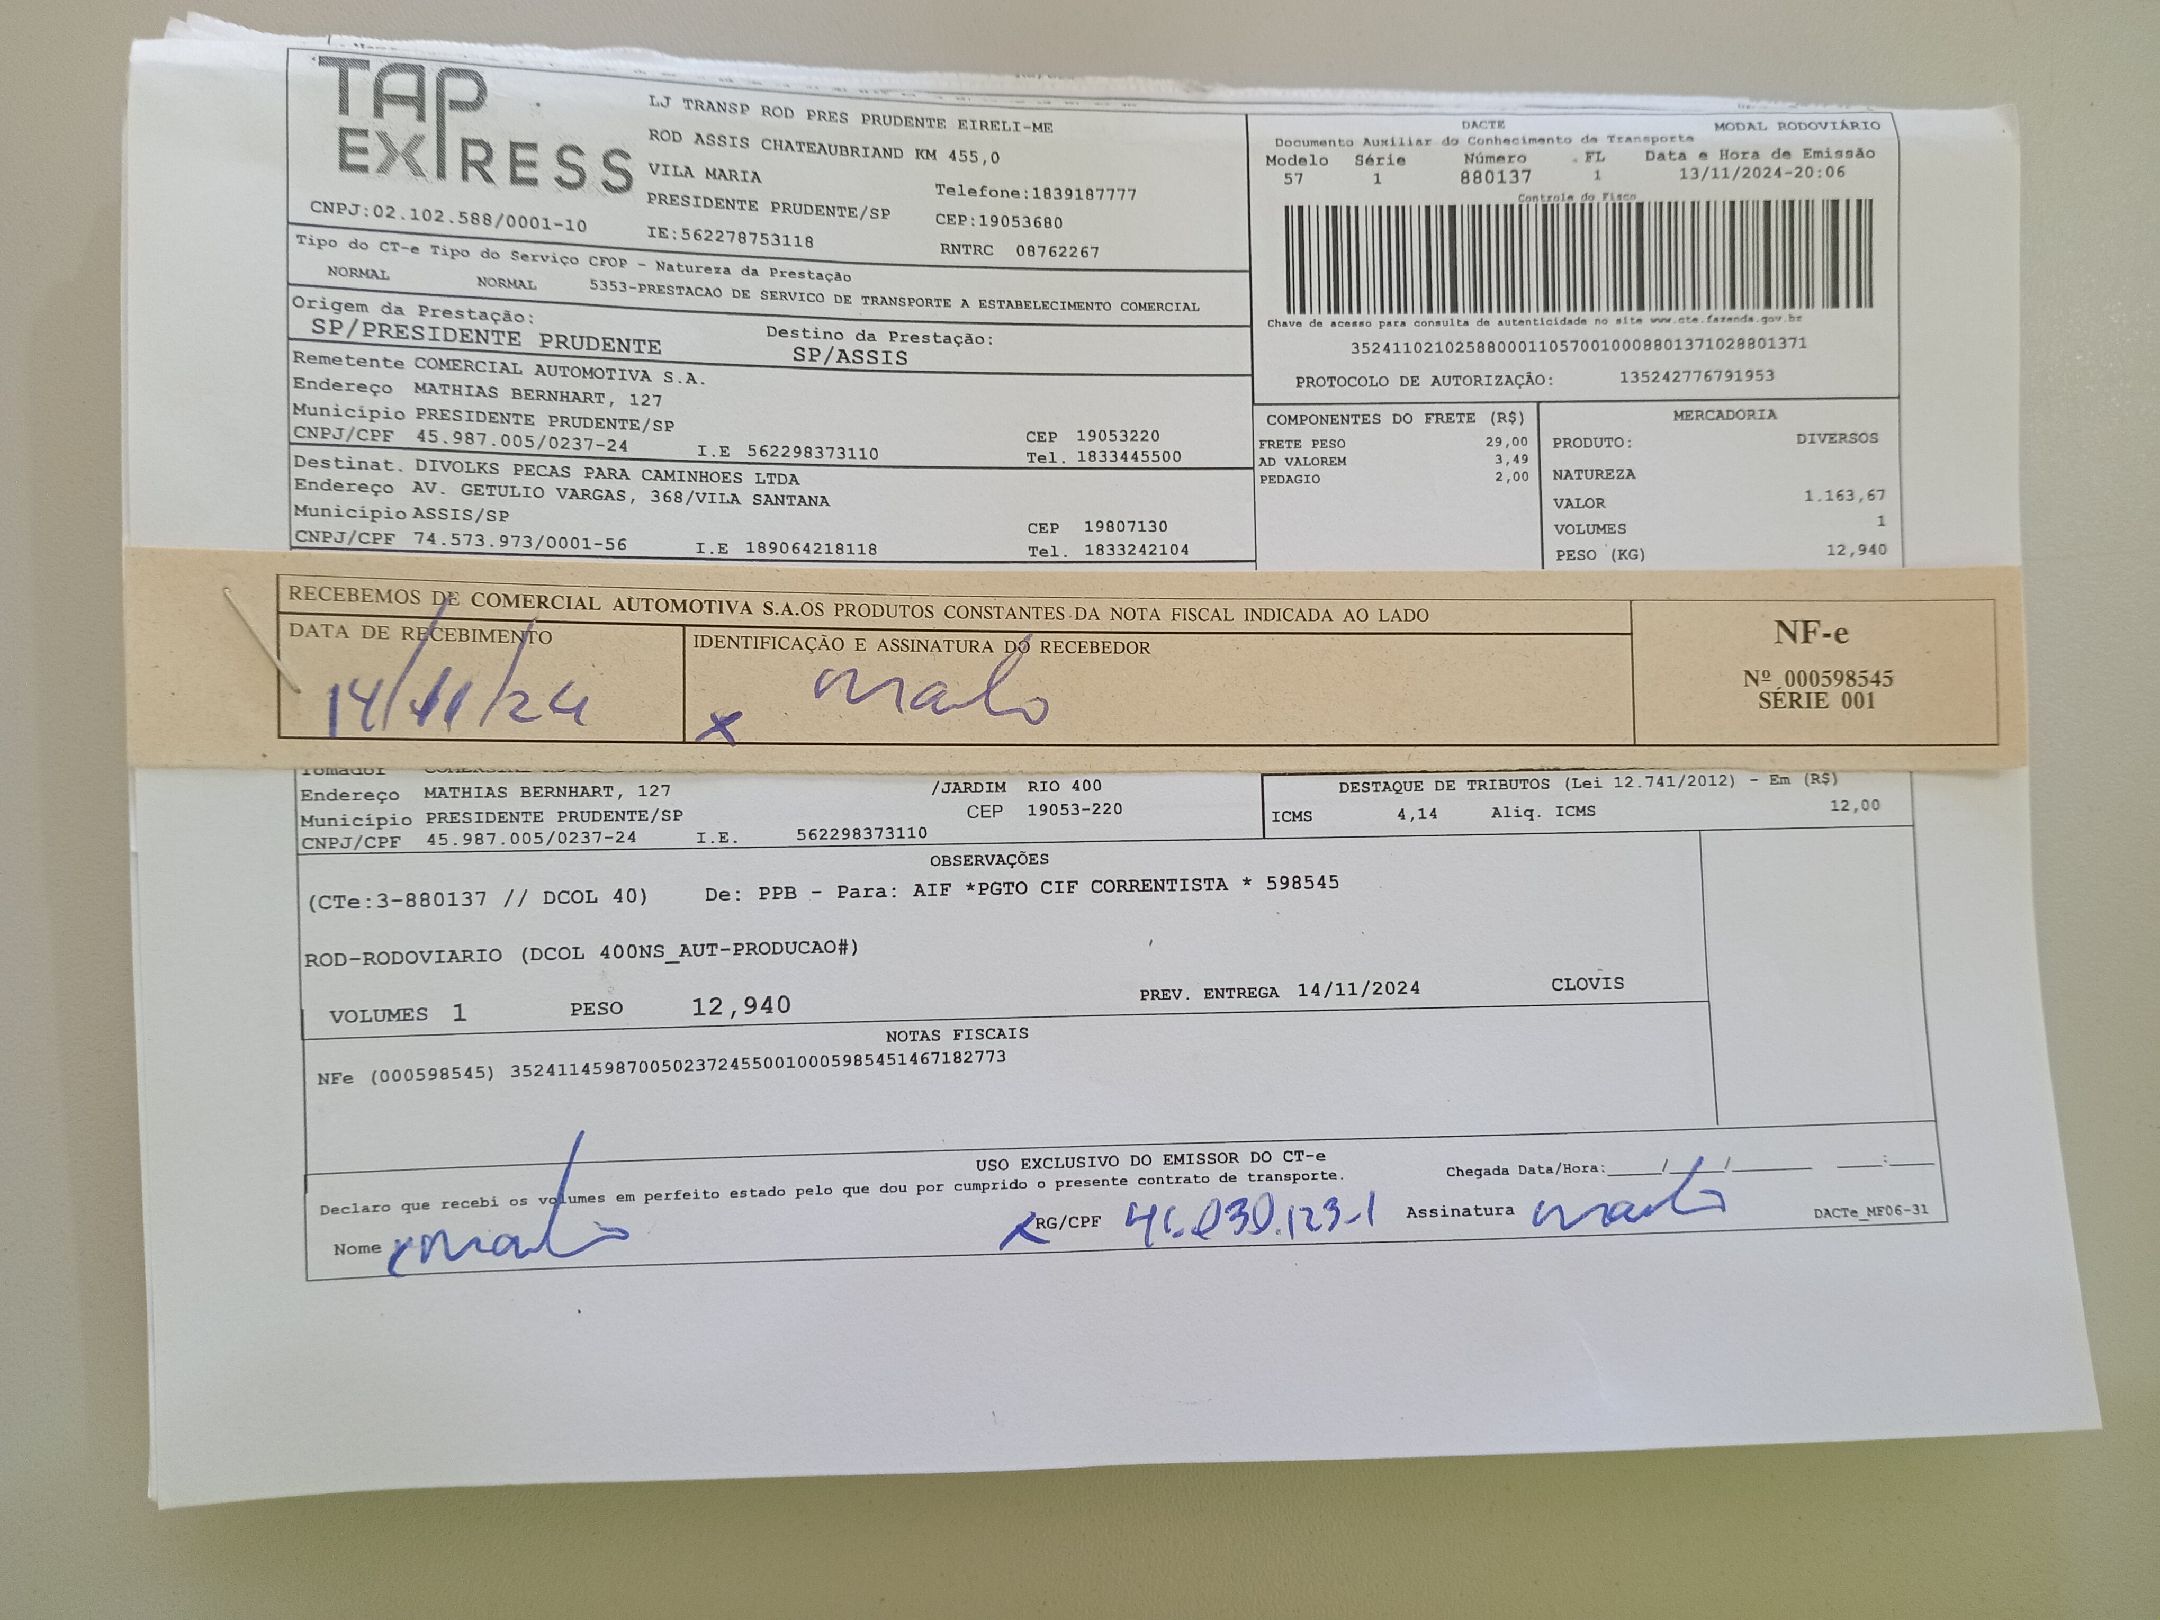 TAP
EXPRESS
LJ TRANSP ROD PRES PRUDENTE EIRELI-ME
ROD ASSIS CHATEAUBRIAND KM 455,0
VILA MARIA
PRESIDENTE PRUDENTE/SP
Telefone:1839187777
CEP:19053680
CNPJ:02.102.588/0001-10
IE:562278753118
RNTRC 08762267
DACTE
MODAL RODOVIÁRIO
Documento Auxiliar do Conhecimento de Transporte
Modelo Série Número FL Data e Hora de Emissão
57 1 880137 1 13/11/2024-20:06
Controle do Fisco
Chave de acesso para consulta de autenticidade no site www.cte.fazenda.gov.br
35241102102588000110570010008801371028801371
PROTOCOLO DE AUTORIZAÇÃO: 135242776791953
Tipo do CT-e Tipo do Serviço CFOP - Natureza da Prestação
NORMAL NORMAL 5353-PRESTACAO DE SERVICO DE TRANSPORTE A ESTABELECIMENTO COMERCIAL
Origem da Prestação: Destino da Prestação:
SP/PRESIDENTE PRUDENTE SP/ASSIS
Remetente COMERCIAL AUTOMOTIVA S.A.
Endereço MATHIAS BERNHART, 127
Município PRESIDENTE PRUDENTE/SP CEP 19053220
CNPJ/CPF 45.987.005/0237-24 I.E 562298373110 Tel. 1833445500
Destinat. DIVOLKS PECAS PARA CAMINHOES LTDA
Endereço AV. GETULIO VARGAS, 368/VILA SANTANA
Município ASSIS/SP CEP 19807130
CNPJ/CPF 74.573.973/0001-56 I.E 189064218118 Tel. 1833242104
COMPONENTES DO FRETE (R$)
FRETE PESO 29,00
AD VALOREM 3,49
PEDAGIO 2,00
MERCADORIA
PRODUTO: DIVERSOS
NATUREZA
VALOR 1.163,67
VOLUMES 1
PESO (KG) 12,940
RECEBEMOS DE COMERCIAL AUTOMOTIVA S.A.OS PRODUTOS CONSTANTES DA NOTA FISCAL INDICADA AO LADO
DATA DE RECEBIMENTO
14/11/24
IDENTIFICAÇÃO E ASSINATURA DO RECEBEDOR
x
NF-e
Nº 000598545
SÉRIE 001
Tomador
Endereço MATHIAS BERNHART, 127 /JARDIM RIO 400
Município PRESIDENTE PRUDENTE/SP CEP 19053-220
CNPJ/CPF 45.987.005/0237-24 I.E. 562298373110
DESTAQUE DE TRIBUTOS (Lei 12.741/2012) - Em (R$)
ICMS 4,14 Aliq. ICMS 12,00
OBSERVAÇÕES
(CTe:3-880137 // DCOL 40) De: PPB - Para: AIF *PGTO CIF CORRENTISTA * 598545
ROD-RODOVIARIO (DCOL 400NS_AUT-PRODUCAO#)
VOLUMES 1 PESO 12,940 PREV. ENTREGA 14/11/2024 CLOVIS
NOTAS FISCAIS
NFe (000598545) 35241145987005023724550010005985451467182773
USO EXCLUSIVO DO EMISSOR DO CT-e
Declaro que recebi os volumes em perfeito estado pelo que dou por cumprido o presente contrato de transporte.
Chegada Data/Hora:____/____/______ ___:___
Nome x
x RG/CPF
Assinatura
DACTe_MF06-31